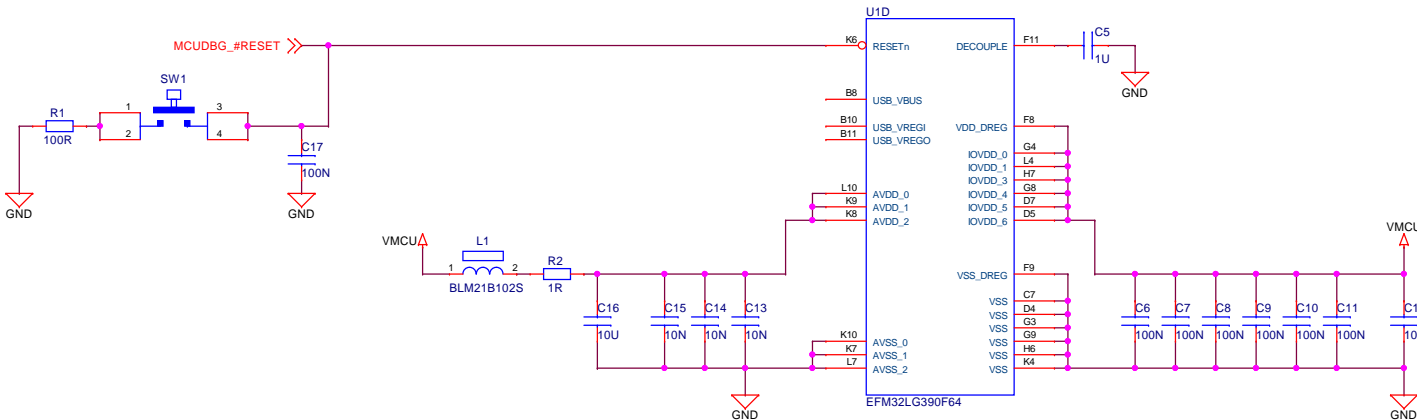 U1D
MCUDBG_#RESET
K6
RESETn
DECOUPLE
F11
C5
1U
GND
SW1
R1
100R
1
2
3
4
C17
100N
GND
GND
B8
USB_VBUS
B10
USB_VREGI
B11
USB_VREGO
VDD_DREG
F8
IOVDD_0
G4
IOVDD_1
L4
IOVDD_3
H7
IOVDD_4
G8
IOVDD_5
D7
IOVDD_6
D5
L10
AVDD_0
K9
AVDD_1
K8
AVDD_2
VMCU
L1
1
2
BLM21B102S
R2
1R
C16
10U
C15
10N
C14
10N
C13
10N
GND
K10
AVSS_0
K7
AVSS_1
L7
AVSS_2
VSS_DREG
F9
VSS
C7
VSS
D4
VSS
G3
VSS
G9
VSS
H6
VSS
K4
EFM32LG390F64
C6
100N
C7
100N
C8
100N
C9
100N
C10
100N
C11
100N
VMCU
C1
10
GND